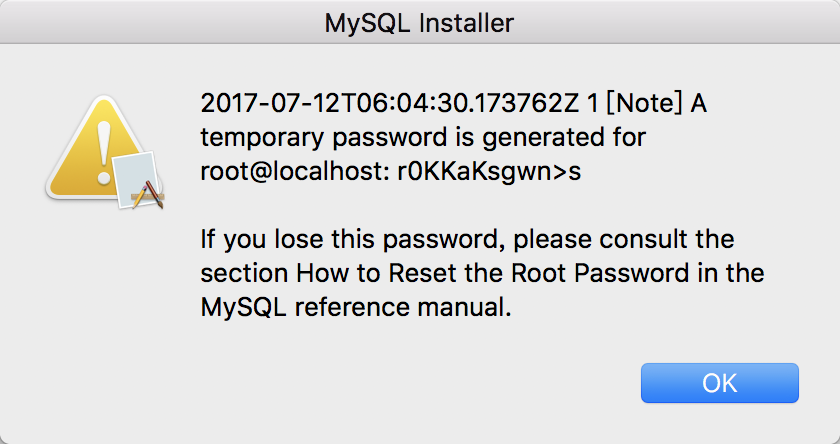 MySQL Installer
2017-07-12T06:04:30.173762Z 1 [Note] A
temporary password is generated for
root@localhost: r0KKaKsgwn>s
If you lose this password, please consult the
section How to Reset the Root Password in the
MySQL reference manual.
OK